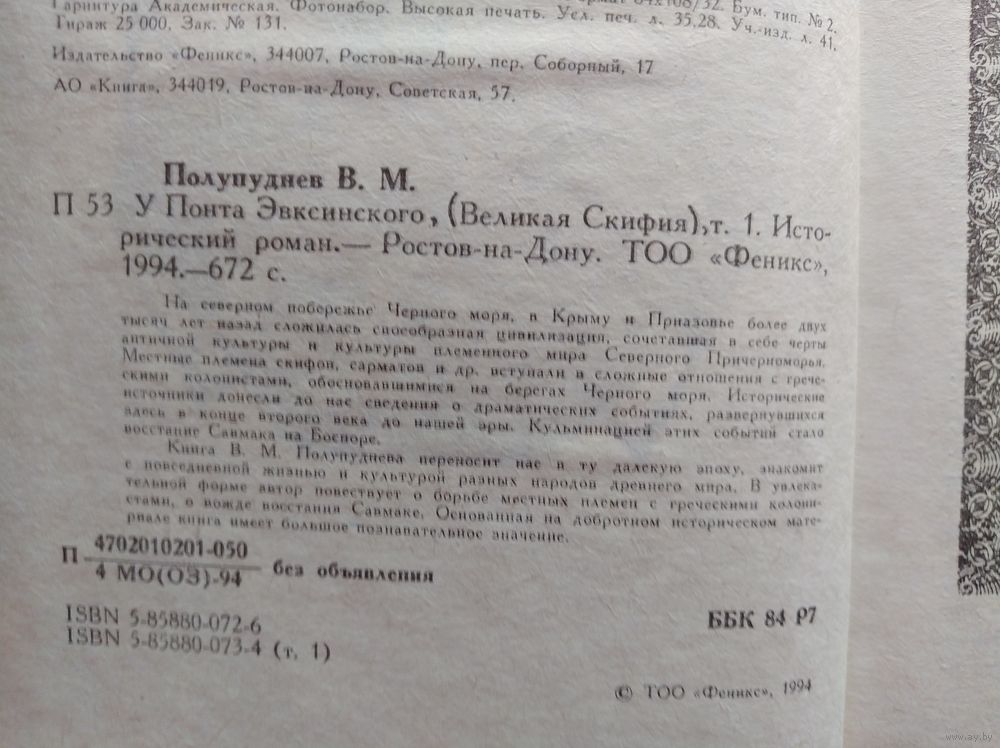 Гарнитура Академическая. Фотонабор. Высокая печать. Усл. печ. л. 35,28. Уч.-изд. л. 41.
Бум. тип. № 2.
Тираж 25 000. Зак. № 131.
Издательство «Феникс», 344007, Ростов-на-Дону, пер. Соборный, 17
АО «Книга», 344019, Ростов-на-Дону, Советская, 57.
Полупуднев В. М.
П 53 У Понта Эвксинского, (Великая Скифия), т. 1. Исто-
рический роман.— Ростов-на-Дону. ТОО «Феникс»,
1994.—672 с.
На северном побережье Черного моря, в Крыму и Приазовье более двух
тысяч лет назад сложилась своеобразная цивилизация, сочетавшая в себе черты
античной культуры и культуры племенного мира Северного Причерноморья.
Местные племена скифов, сарматов и др. вступали в сложные отношения с грече-
скими колонистами, обосновавшимися на берегах Черного моря. Исторические
источники донесли до нас сведения о драматических событиях, развернувшихся
здесь в конце второго века до нашей эры. Кульминацией этих событий стало
восстание Савмака на Боспоре.
Книга В. М. Полупуднева переносит нас в ту далекую эпоху, знакомит
с повседневной жизнью и культурой разных народов древнего мира. В увлека-
тельной форме автор повествует о борьбе местных племен с греческими колони-
стами, о вожде восстания Савмаке. Основанная на добротном историческом мате-
риале книга имеет большое познавательное значение.
П 4702010201-050
4 МО(ОЗ)-94 без объявления
ISBN 5-85880-072-6
ISBN 5-85880-073-4 (т. 1)
ББК 84 Р7
© ТОО «Феникс», 1994
www.ay.by